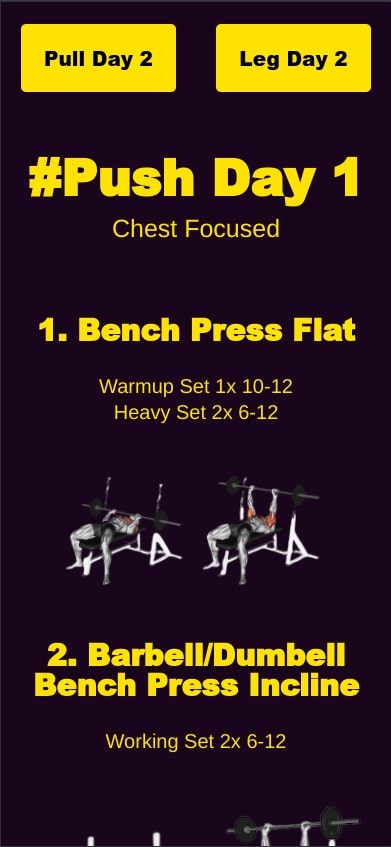 Pull Day 2
Leg Day 2
#Push Day 1
Chest Focused
1. Bench Press Flat
Warmup Set 1x 10-12
Heavy Set 2x 6-12
2. Barbell/Dumbell
Bench Press Incline
Working Set 2x 6-12